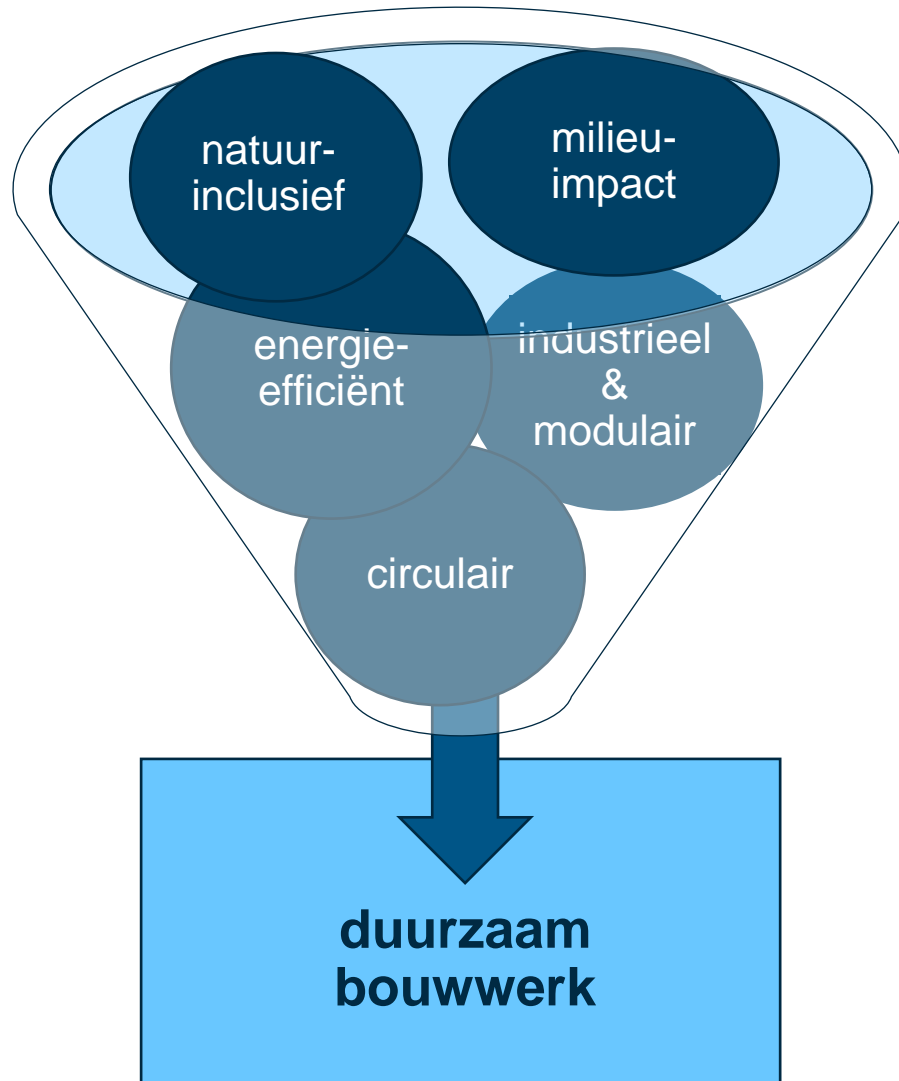 natuur-
inclusief
milieu-
impact
energie-
efficiënt
industrieel
&
modulair
circulair
duurzaam
bouwwerk